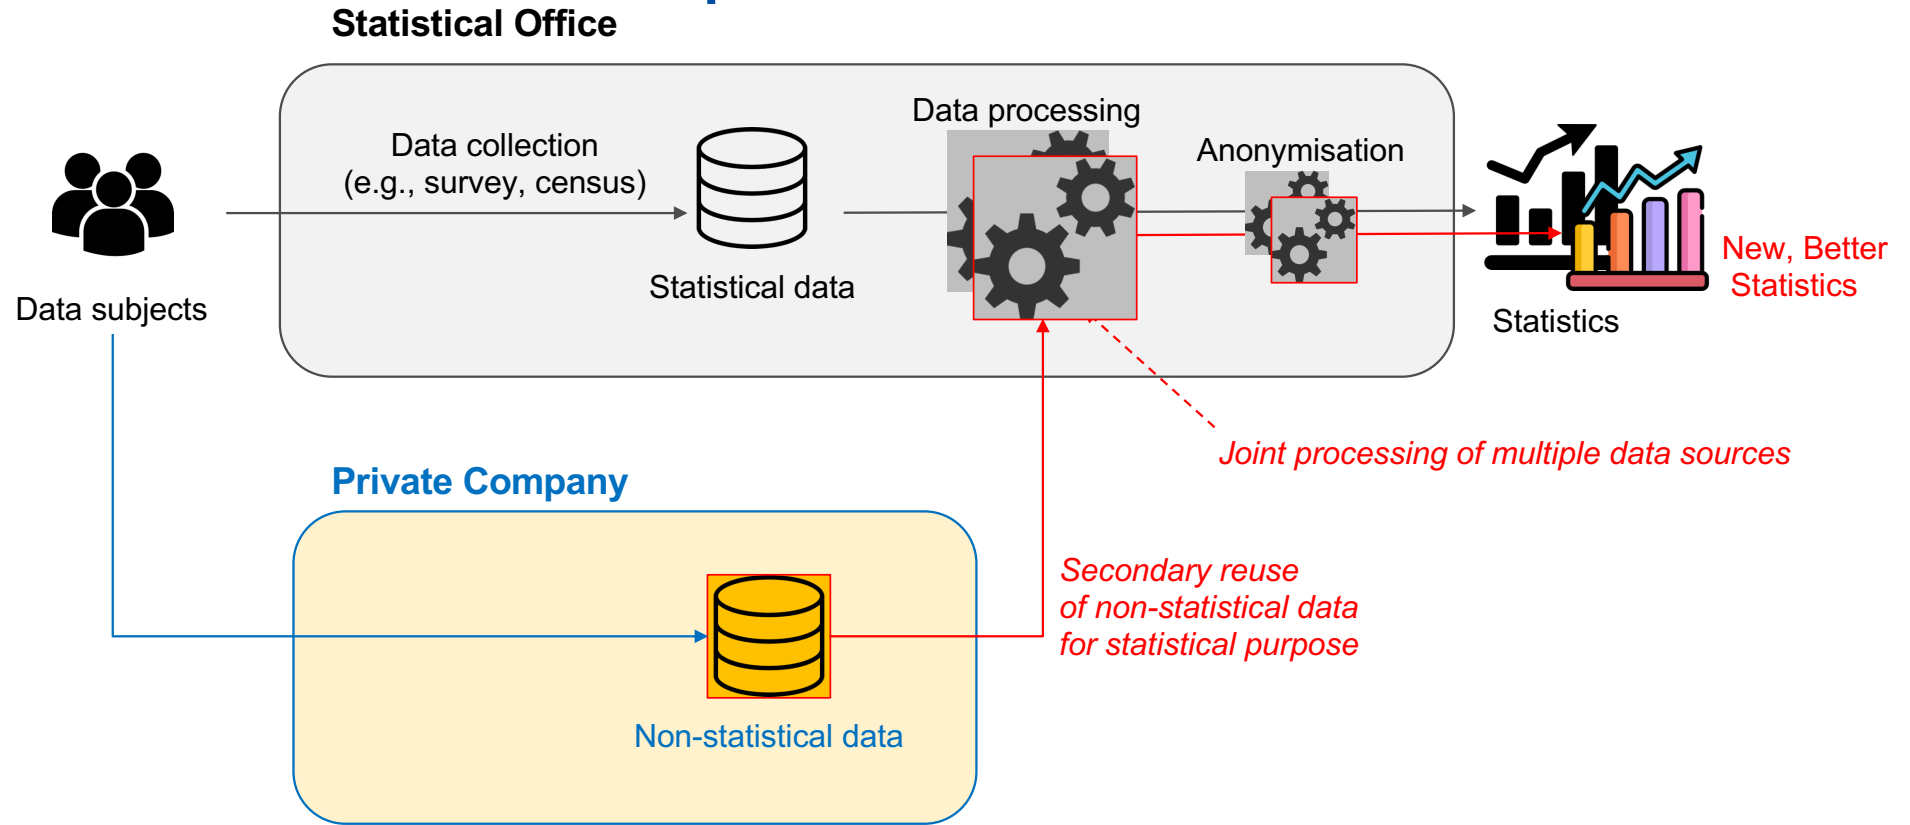 Statistical Office
Data processing
Data collection
(e.g., survey, census)
Anonymisation
Statistical data
Data subjects
New, Better
Statistics
Statistics
Joint processing of multiple data sources
Private Company
Secondary reuse
of non-statistical data
for statistical purpose
Non-statistical data